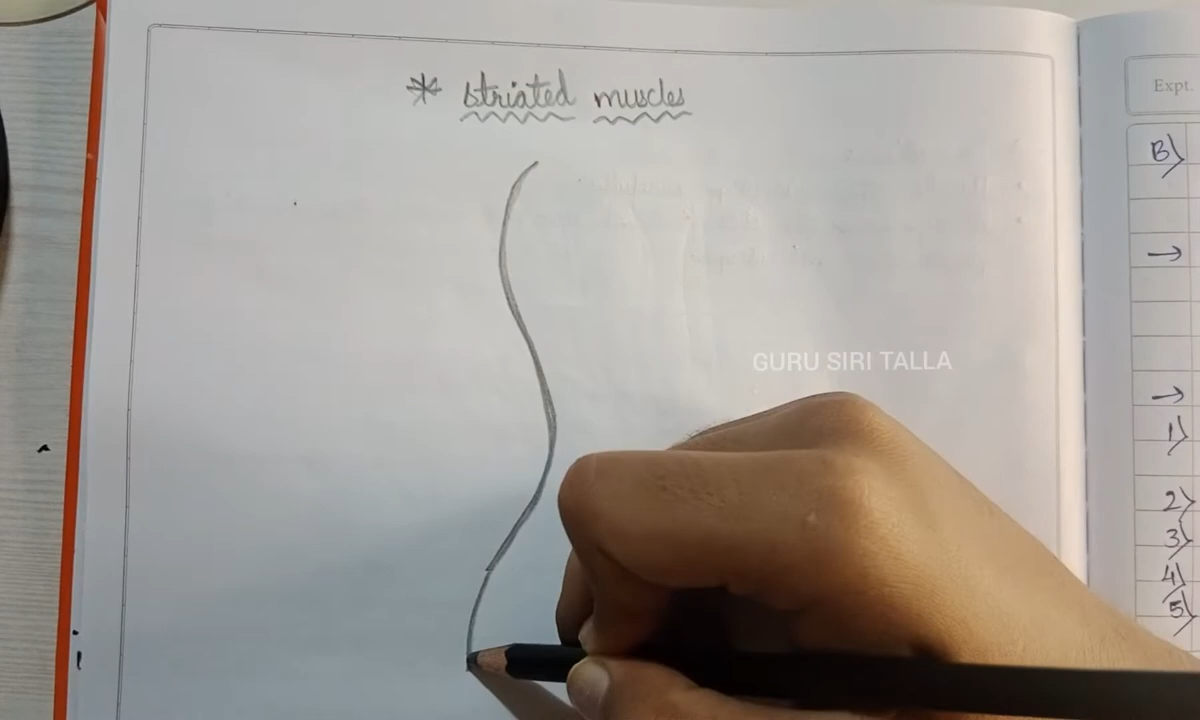 * striated muscles
GURU SIRI TALLA
Expt.
B)
→
→
1)
2)
3)
4)
5)